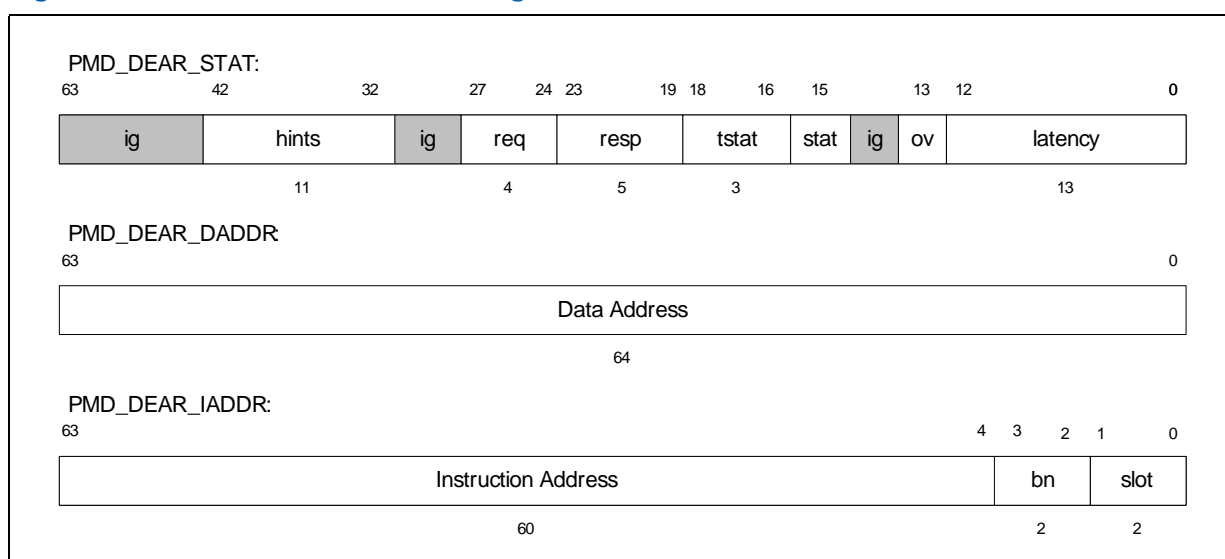 PMD_DEAR_STAT:
63 42 32 27 24 23 19 18 16 15 13 12 0
ig hints ig req resp tstat stat ig ov latency
11 4 5 3 13
PMD_DEAR_DADDR:
63 0
Data Address
64
PMD_DEAR_IADDR:
63 4 3 2 1 0
Instruction Address bn slot
60 2 2